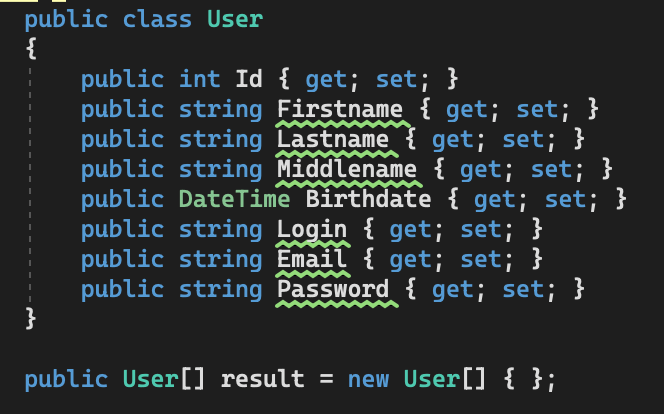 public class User
{
public int Id { get; set; }
public string Firstname { get; set; }
public string Lastname { get; set; }
public string Middlename { get; set; }
public DateTime Birthdate { get; set; }
public string Login { get; set; }
public string Email { get; set; }
public string Password { get; set; }
}
public User[] result = new User[] { };